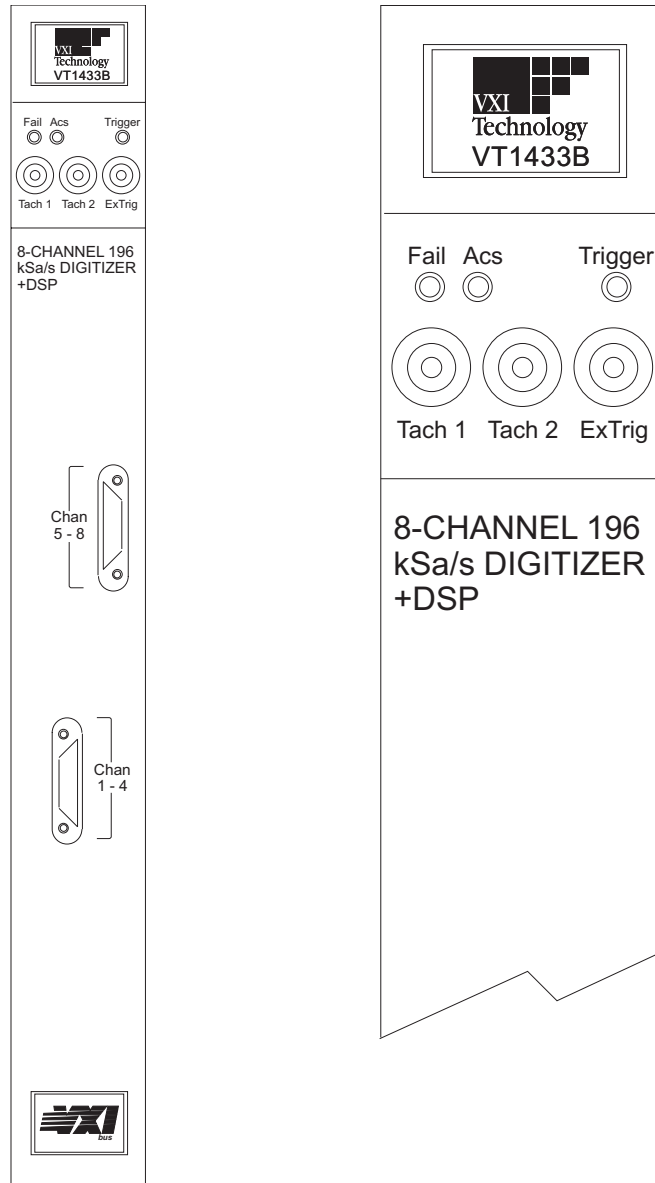 VXI
Technology
VT1433B
Fail Acs Trigger
Tach 1 Tach 2 ExTrig
8-CHANNEL 196
kSa/s DIGITIZER
+DSP
Chan
5 - 8
Chan
1 - 4
VXI
bus
VXI
Technology
VT1433B
Fail Acs Trigger
Tach 1 Tach 2 ExTrig
8-CHANNEL 196
kSa/s DIGITIZER
+DSP